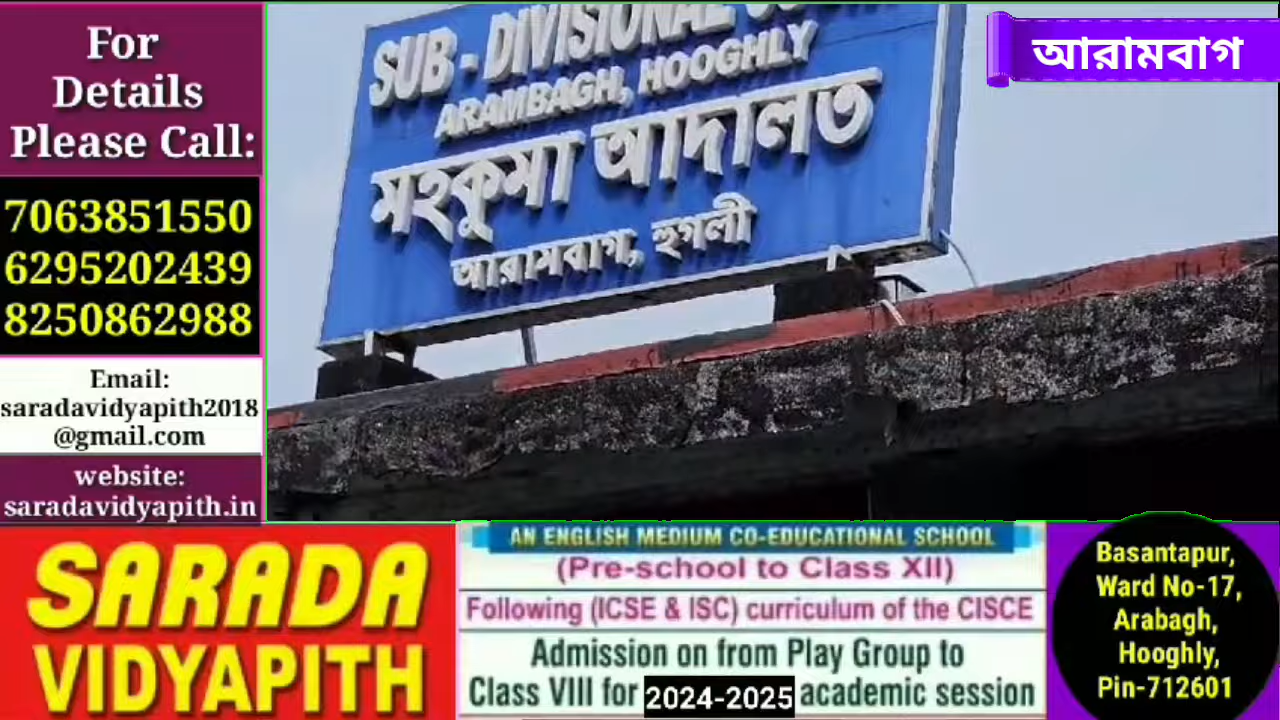 For
Details
Please Call:
7063851550
6295202439
8250862988
Email:
saradavidyapith2018
@gmail.com
website:
saradavidyapith.in
SUB - DIVISIONAL
ARAMBAGH, HOOGHLY
মহকুমা আদালত
আরামবাগ, হুগলী
আরামবাগ
SARADA
VIDYAPITH
AN ENGLISH MEDIUM CO-EDUCATIONAL SCHOOL
(Pre-school to Class XII)
Following (ICSE & ISC) curriculum of the CISCE
Admission on from Play Group to
Class VIII for 2024-2025 academic session
Basantapur,
Ward No-17,
Arabagh,
Hooghly,
Pin-712601